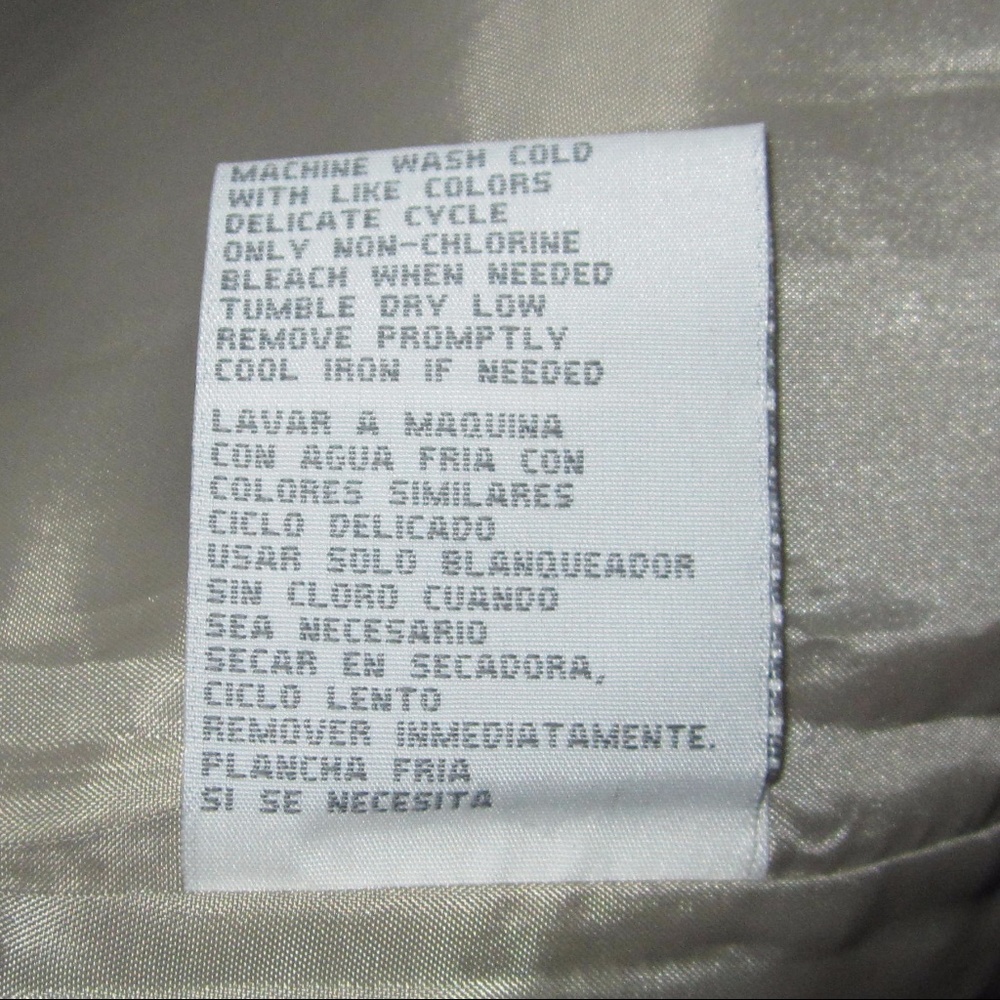 MACHINE WASH COLD
WITH LIKE COLORS
DELICATE CYCLE
ONLY NON-CHLORINE
BLEACH WHEN NEEDED
TUMBLE DRY LOW
REMOVE PROMPTLY
COOL IRON IF NEEDED
LAVAR A MAQUINA
CON AGUA FRIA CON
COLORES SIMILARES
CICLO DELICADO
USAR SOLO BLANQUEADOR
SIN CLORO CUANDO
SEA NECESARIO
SECAR EN SECADORA,
CICLO LENTO
REMOVER INMEDIATAMENTE.
PLANCHA FRIA
SI SE NECESITA